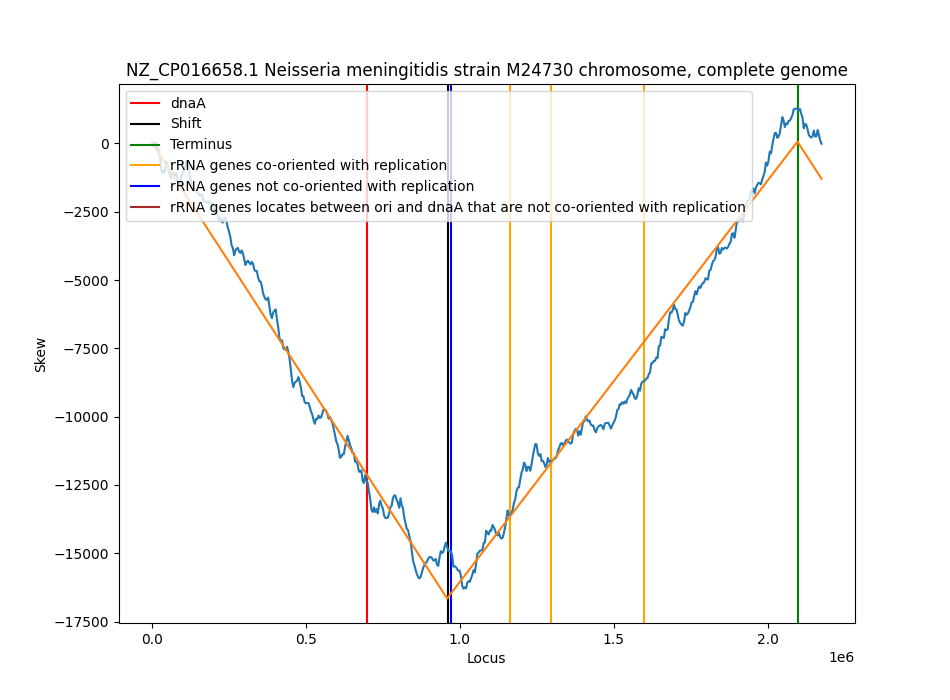 NZ_CP016658.1 Neisseria meningitidis strain M24730 chromosome, complete genome
dnaA
Shift
Terminus
rRNA genes co-oriented with replication
rRNA genes not co-oriented with replication
rRNA genes locates between ori and dnaA that are not co-oriented with replication
0
−2500
−5000
−7500
−10000
−12500
−15000
−17500
Skew
0.0 0.5 1.0 1.5 2.0
1e6
Locus